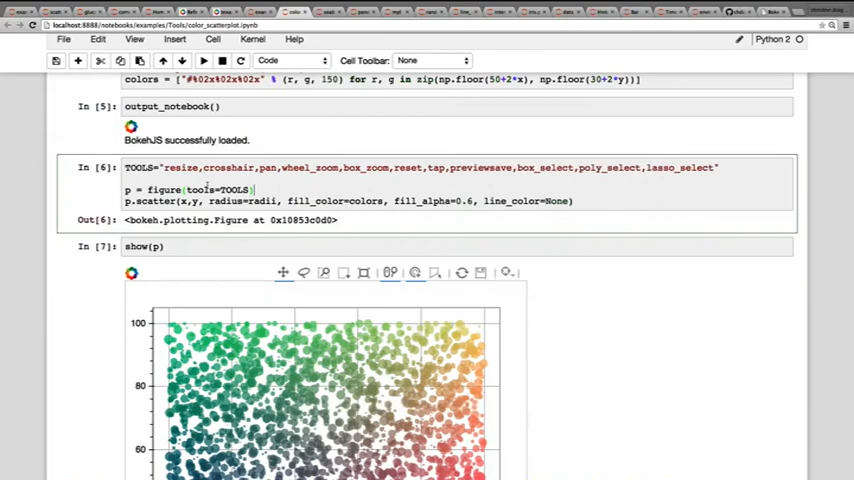 localhost:8888/notebooks/examples/Tools/color_scatterplot.ipynb
File Edit View Insert Cell Kernel Help Python 2
Code Cell Toolbar: None
colors = ["#%02x%02x%02x" % (r, g, 150) for r, g in zip(np.floor(50+2*x), np.floor(30+2*y))]
In [5]: output_notebook()
BokehJS successfully loaded.
In [6]: TOOLS="resize,crosshair,pan,wheel_zoom,box_zoom,reset,tap,previewsave,box_select,poly_select,lasso_select"
p = figure(tools=TOOLS)
p.scatter(x,y, radius=radii, fill_color=colors, fill_alpha=0.6, line_color=None)
Out[6]: <bokeh.plotting.Figure at 0x10853c0d0>
In [7]: show(p)
100
80
60